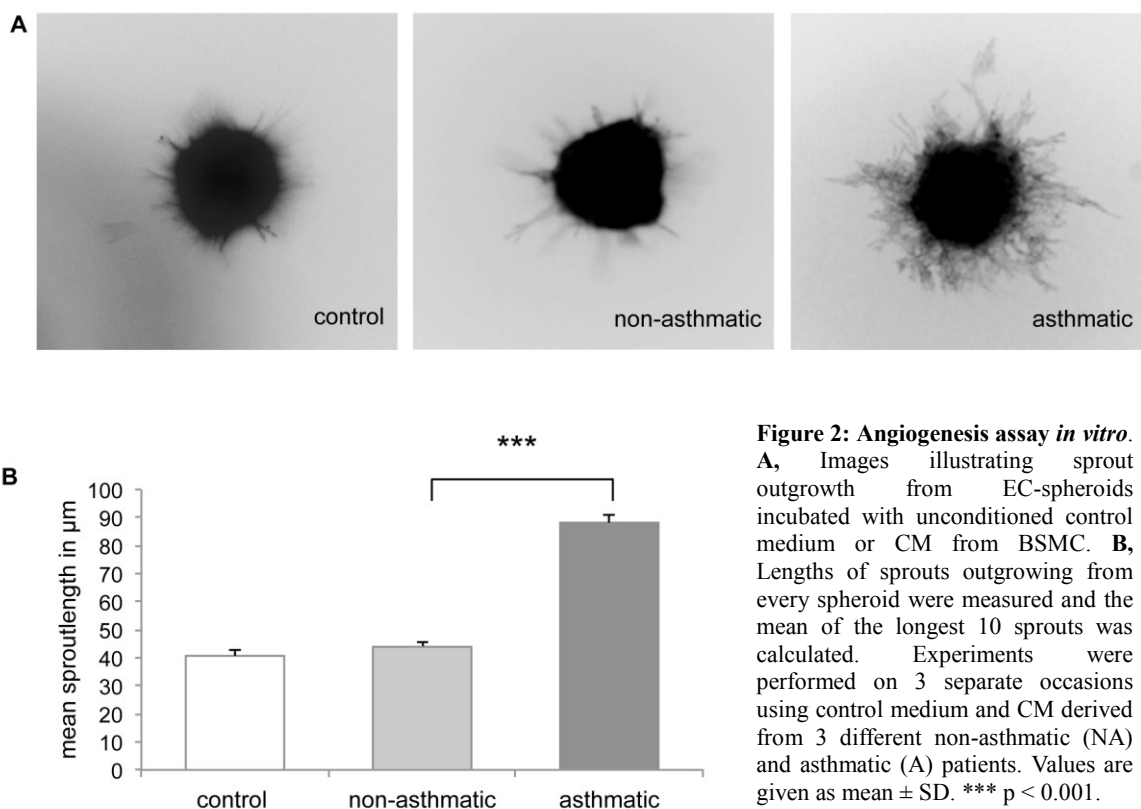 A
control
non-asthmatic
asthmatic
B
***
mean sproutlength in µm
100
90
80
70
60
50
40
30
20
10
0
control
non-asthmatic
asthmatic
Figure 2: Angiogenesis assay in vitro.
A, Images illustrating sprout
outgrowth from EC-spheroids
incubated with unconditioned control
medium or CM from BSMC. B,
Lengths of sprouts outgrowing from
every spheroid were measured and the
mean of the longest 10 sprouts was
calculated. Experiments were
performed on 3 separate occasions
using control medium and CM derived
from 3 different non-asthmatic (NA)
and asthmatic (A) patients. Values are
given as mean ± SD. *** p < 0.001.